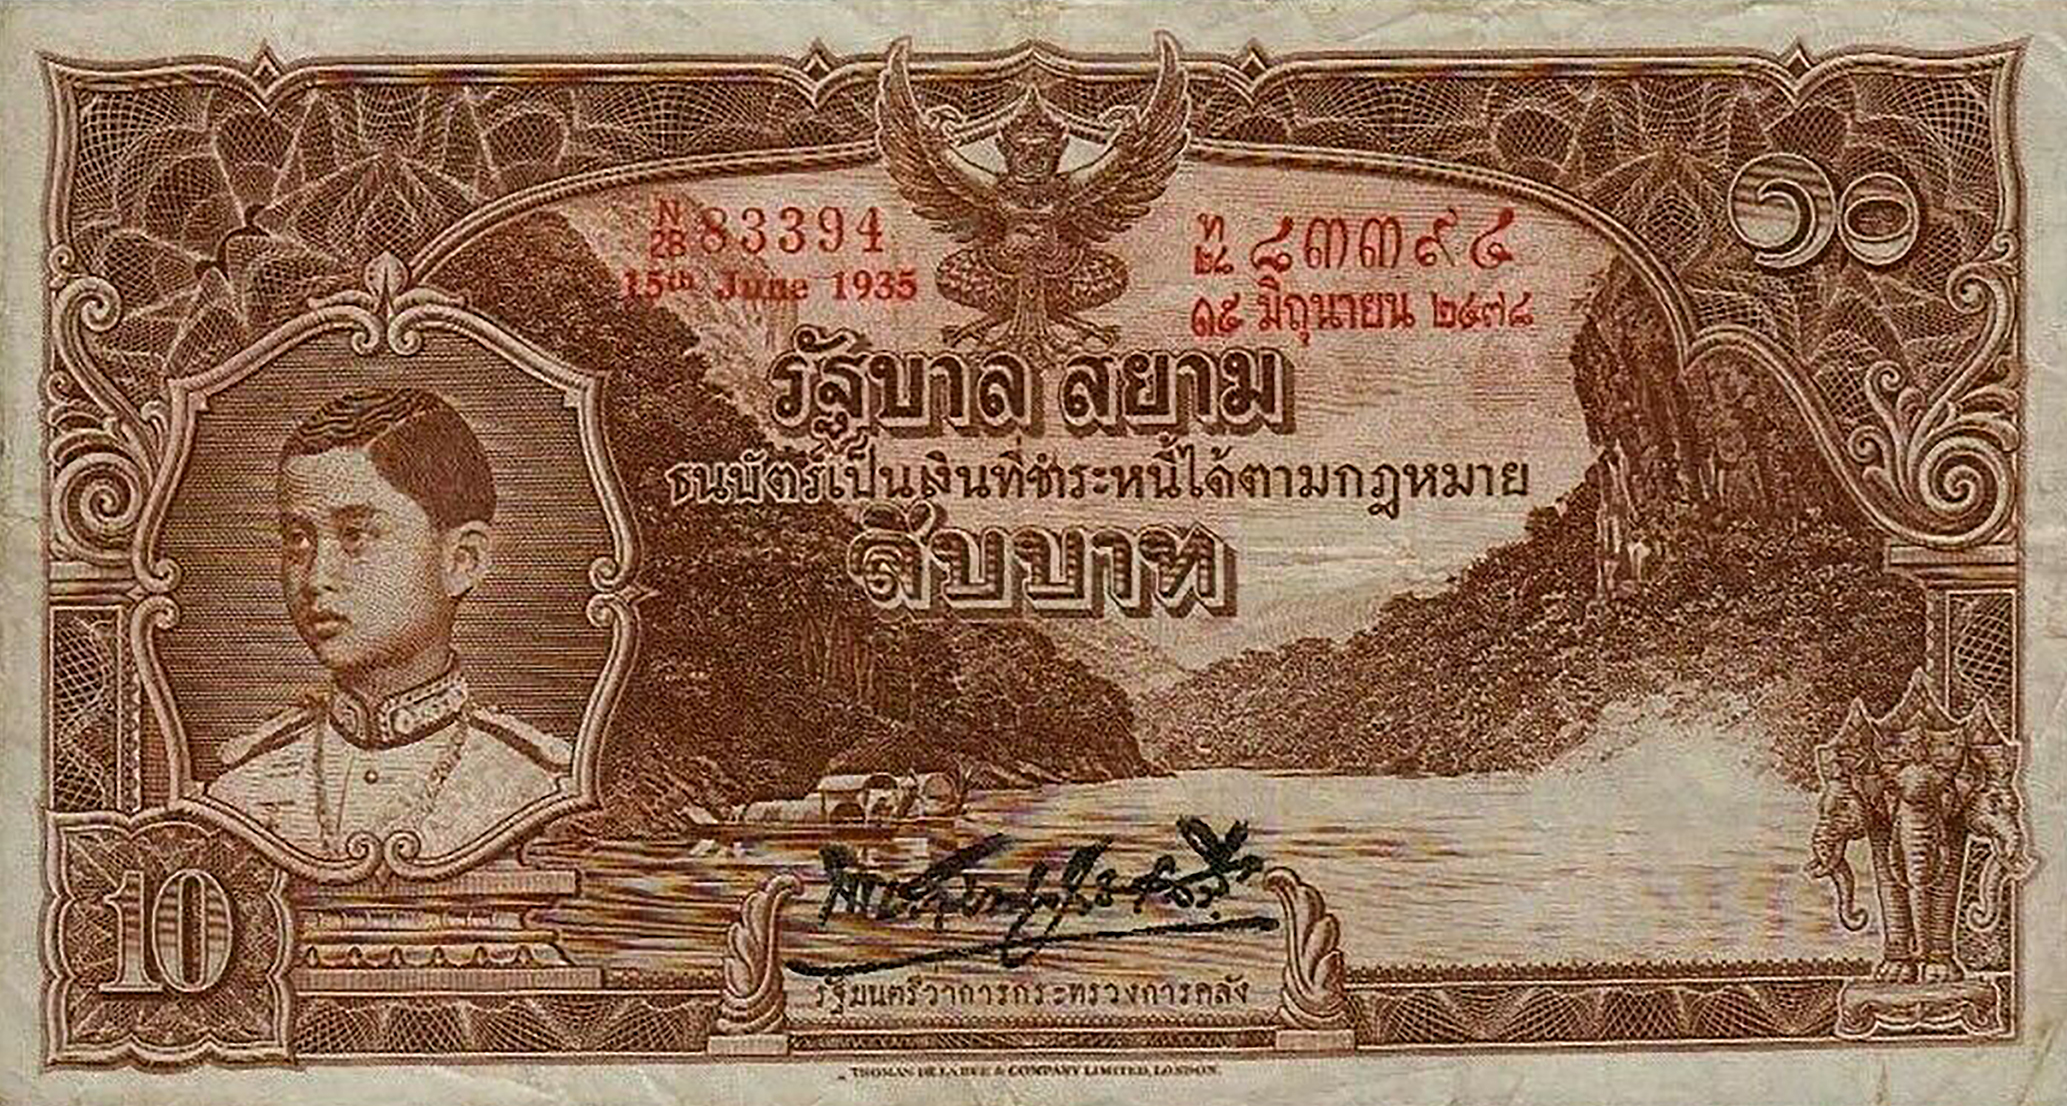 ๑๐
N/28 83394
15th June 1935
ท/๒๘ ๘๓๓๙๔
๑๕ มิถุนายน ๒๔๗๘
รัฐบาล สยาม
ธนบัตร์เป็นเงินที่ชำระหนี้ได้ตามกฎหมาย
สิบบาท
10
รัฐมนตรีว่าการกระทรวงการคลัง
THOMAS DE LA RUE & COMPANY LIMITED, LONDON.